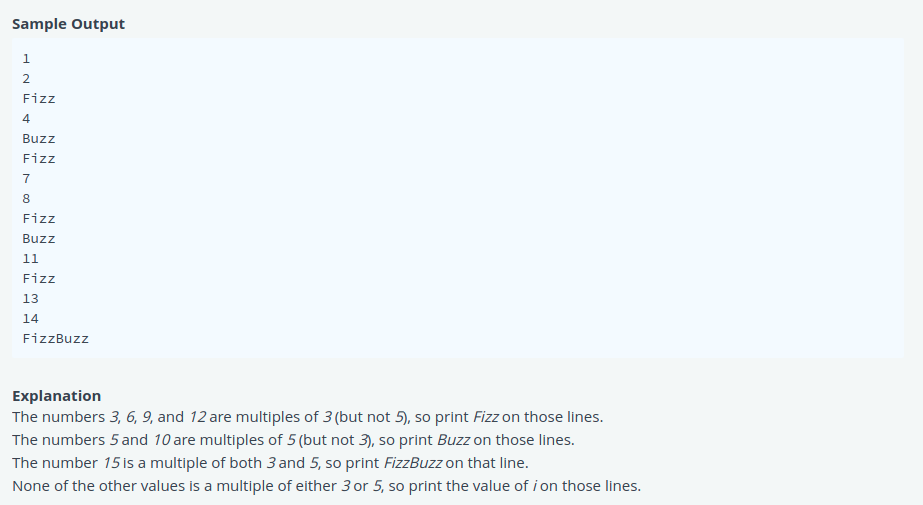 Sample Output
1
2
Fizz
4
Buzz
Fizz
7
8
Fizz
Buzz
11
Fizz
13
14
FizzBuzz
Explanation
The numbers 3, 6, 9, and 12 are multiples of 3 (but not 5), so print Fizz on those lines.
The numbers 5 and 10 are multiples of 5 (but not 3), so print Buzz on those lines.
The number 15 is a multiple of both 3 and 5, so print FizzBuzz on that line.
None of the other values is a multiple of either 3 or 5, so print the value of i on those lines.